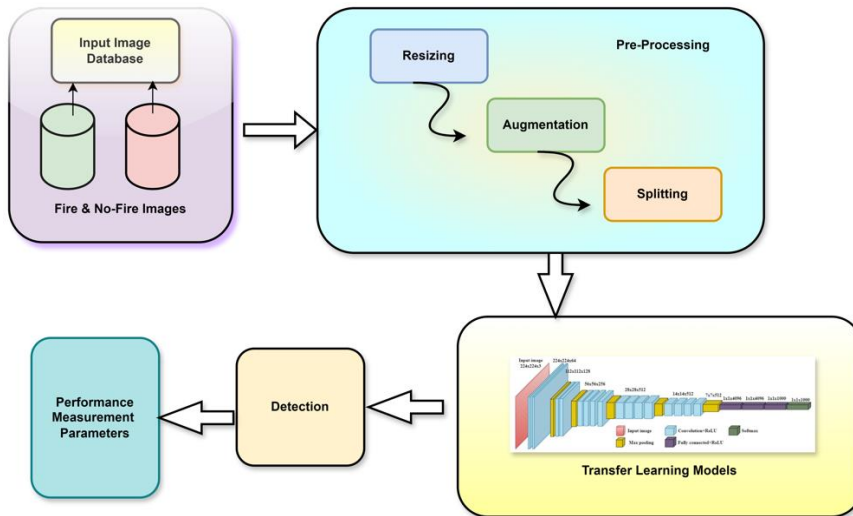 Input Image
Database
Fire & No-Fire Images
Pre-Processing
Resizing
Augmentation
Splitting
Input image
224x224x3
224x224x64
112x112x128
56x56x256
28x28x512
14x14x512
7x7x512
1x1x4096
1x1x4096
1x1x1000
1x1x1000
Input image
Convolution+ReLU
Softmax
Max pooling
Fully connected+ReLU
Transfer Learning Models
Detection
Performance
Measurement
Parameters